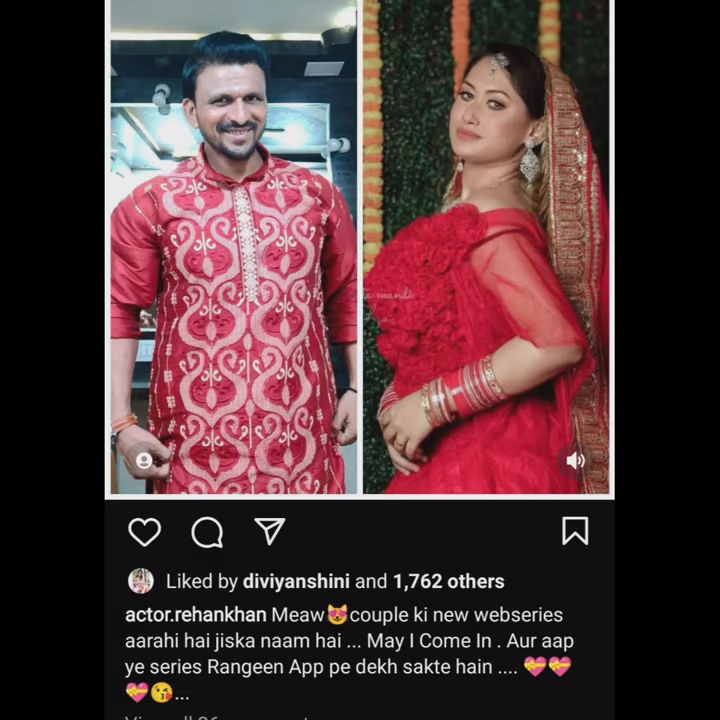 mandi
Liked by diviyanshini and 1,762 others
actor.rehankhan Meaw😻couple ki new webseries
aarahi hai jiska naam hai ... May I Come In . Aur aap
ye series Rangeen App pe dekh sakte hain .... 💝💝
💝😘...